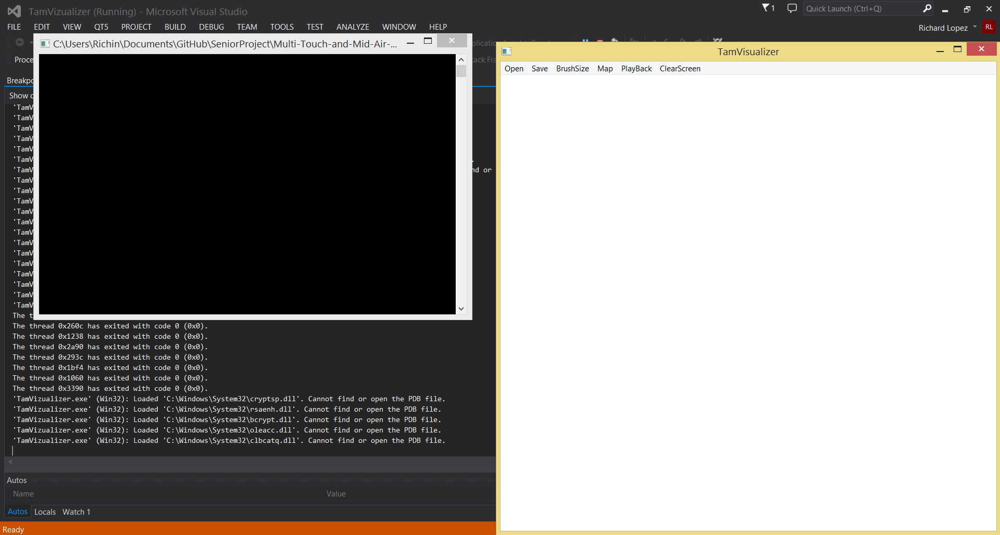 TamVizualizer (Running) - Microsoft Visual Studio
1
Quick Launch (Ctrl+Q)
FILE EDIT VIEW QT5 PROJECT BUILD DEBUG TEAM TOOLS TEST ANALYZE WINDOW HELP
Richard Lopez RL
C:\Users\Richin\Documents\GitHub\SeniorProject\Multi-Touch-and-Mid-Air-...
Proce
Breakpo
Show o
'TamV
'TamV
'TamV
'TamV
'TamV
'TamV
'TamV nd or
'TamV
'TamV
'TamV
'TamV
'TamV
'TamV
'TamV
'TamV
'TamV
'TamV
'TamV
'TamV
'TamV
The t
The thread 0x260c has exited with code 0 (0x0).
The thread 0x1238 has exited with code 0 (0x0).
The thread 0x2a90 has exited with code 0 (0x0).
The thread 0x293c has exited with code 0 (0x0).
The thread 0x1bf4 has exited with code 0 (0x0).
The thread 0x1060 has exited with code 0 (0x0).
The thread 0x3390 has exited with code 0 (0x0).
'TamVizualizer.exe' (Win32): Loaded 'C:\Windows\System32\cryptsp.dll'. Cannot find or open the PDB file.
'TamVizualizer.exe' (Win32): Loaded 'C:\Windows\System32\rsaenh.dll'. Cannot find or open the PDB file.
'TamVizualizer.exe' (Win32): Loaded 'C:\Windows\System32\bcrypt.dll'. Cannot find or open the PDB file.
'TamVizualizer.exe' (Win32): Loaded 'C:\Windows\System32\oleacc.dll'. Cannot find or open the PDB file.
'TamVizualizer.exe' (Win32): Loaded 'C:\Windows\System32\clbcatq.dll'. Cannot find or open the PDB file.
Autos
Name Value
Autos Locals Watch 1
Ready
TamVisualizer
Open Save BrushSize Map PlayBack ClearScreen